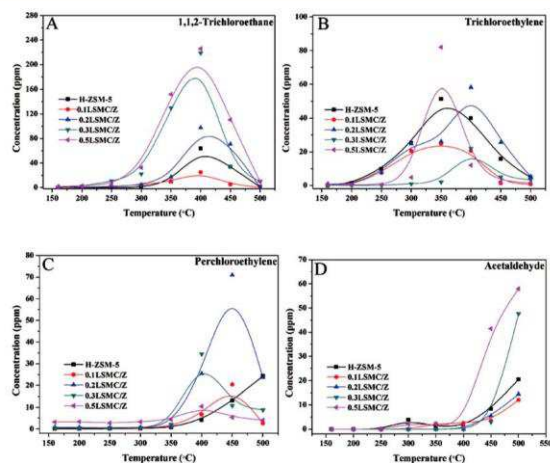 A
1,1,2-Trichloroethane
Concentration (ppm)
280
240
200
160
120
80
40
0
H-ZSM-5
0.1LSMC/Z
0.2LSMC/Z
0.3LSMC/Z
0.5LSMC/Z
150 200 250 300 350 400 450 500
Temperature (°C)
B
Trichloroethylene
Concentration (ppm)
100
80
60
40
20
0
H-ZSM-5
0.1LSMC/Z
0.2LSMC/Z
0.3LSMC/Z
0.5LSMC/Z
150 200 250 300 350 400 450 500
Temperature (°C)
C
Perchloroethylene
Concentration (ppm)
80
70
60
50
40
30
20
10
0
H-ZSM-5
0.1LSMC/Z
0.2LSMC/Z
0.3LSMC/Z
0.5LSMC/Z
150 200 250 300 350 400 450 500
Temperature (°C)
D
Acetaldehyde
Concentration (ppm)
70
60
50
40
30
20
10
0
H-ZSM-5
0.1LSMC/Z
0.2LSMC/Z
0.3LSMC/Z
0.5LSMC/Z
150 200 250 300 350 400 450 500
Temperature (°C)